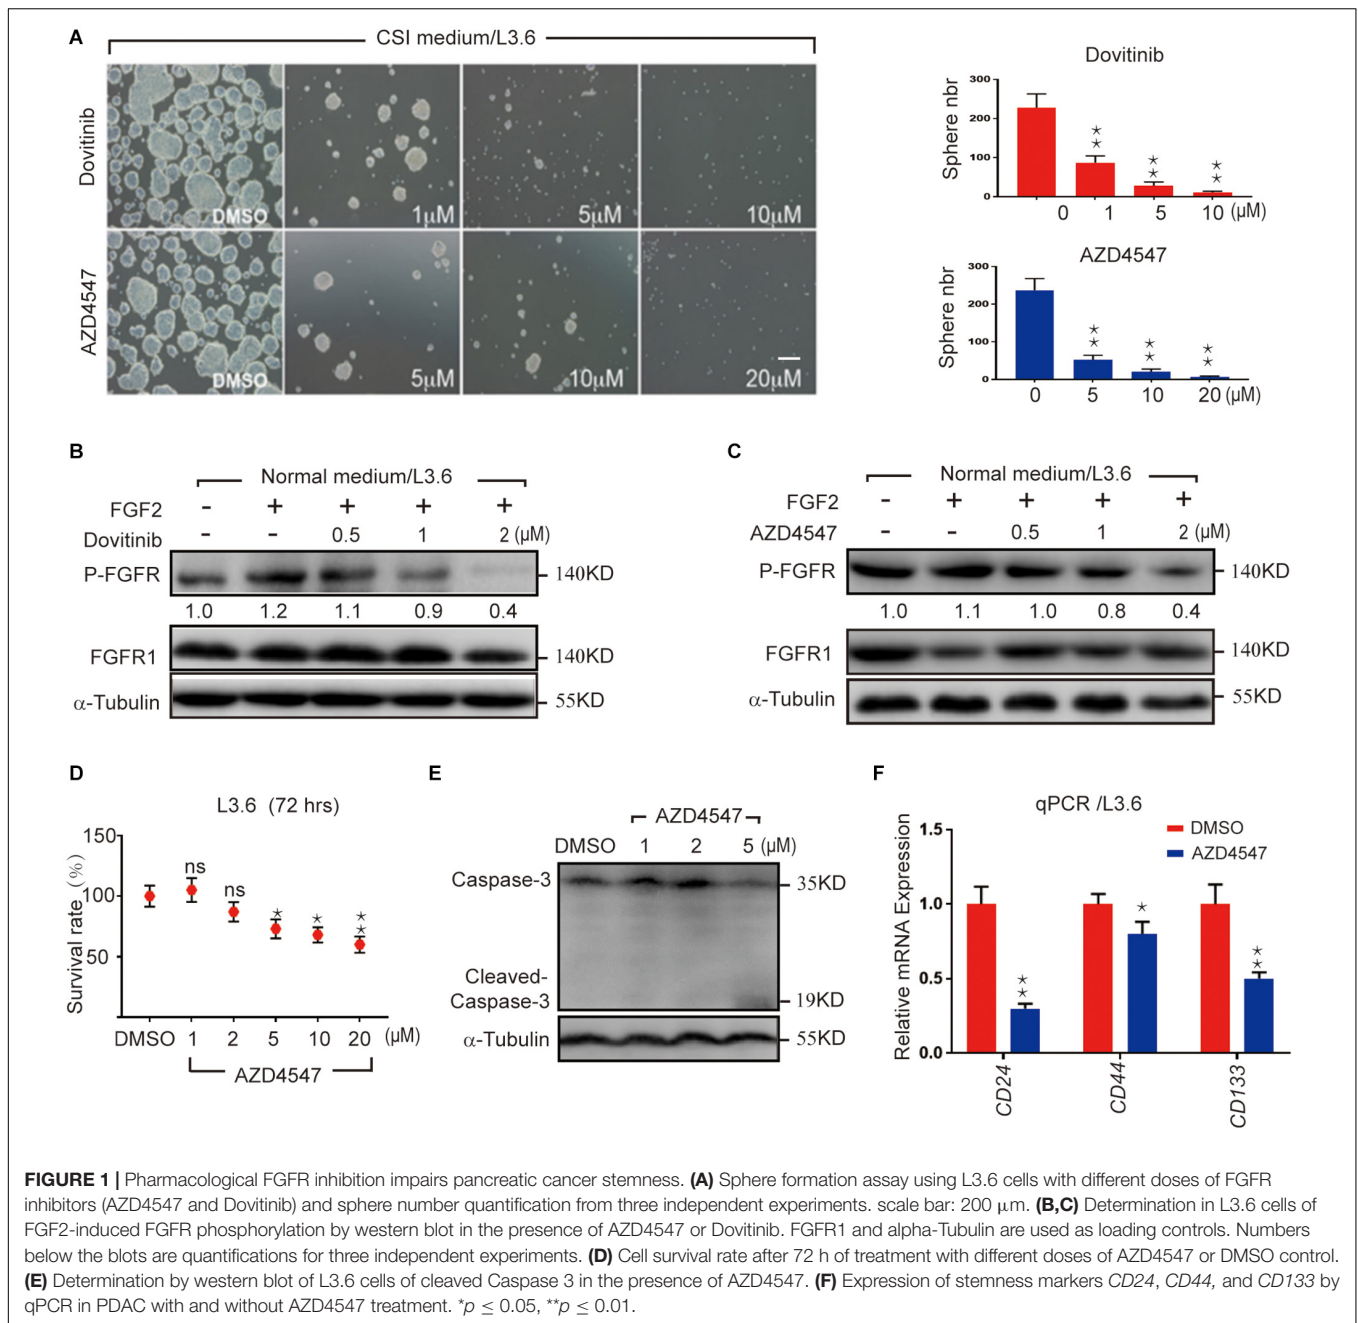 A
CSI medium/L3.6
Dovitinib
DMSO
1µM
5µM
10µM
AZD4547
DMSO
5µM
10µM
20µM
Dovitinib
Sphere nbr
300
200
100
0
0 1 5 10 (µM)
⋆⋆ ⋆⋆ ⋆⋆
AZD4547
Sphere nbr
300
200
100
0
0 5 10 20 (µM)
⋆⋆ ⋆⋆ ⋆⋆
B
Normal medium/L3.6
FGF2 - + + + +
Dovitinib - - 0.5 1 2 (µM)
P-FGFR 140KD
1.0 1.2 1.1 0.9 0.4
FGFR1 140KD
α-Tubulin 55KD
C
Normal medium/L3.6
FGF2 - + + + +
AZD4547 - - 0.5 1 2 (µM)
P-FGFR 140KD
1.0 1.1 1.0 0.8 0.4
FGFR1 140KD
α-Tubulin 55KD
D
L3.6 (72 hrs)
Survival rate (%)
150
100
50
ns ns ⋆ ⋆ ⋆⋆
DMSO 1 2 5 10 20 (µM)
AZD4547
E
AZD4547
DMSO 1 2 5 (µM)
Caspase-3 35KD
Cleaved-
Caspase-3 19KD
α-Tubulin 55KD
F
qPCR /L3.6
Relative mRNA Expression
1.5
1.0
0.5
0.0
DMSO
AZD4547
⋆⋆ ⋆ ⋆⋆
CD24
CD44
CD133
FIGURE 1 | Pharmacological FGFR inhibition impairs pancreatic cancer stemness. (A) Sphere formation assay using L3.6 cells with different doses of FGFR
inhibitors (AZD4547 and Dovitinib) and sphere number quantification from three independent experiments. scale bar: 200 µm. (B,C) Determination in L3.6 cells of
FGF2-induced FGFR phosphorylation by western blot in the presence of AZD4547 or Dovitinib. FGFR1 and alpha-Tubulin are used as loading controls. Numbers
below the blots are quantifications for three independent experiments. (D) Cell survival rate after 72 h of treatment with different doses of AZD4547 or DMSO control.
(E) Determination by western blot of L3.6 cells of cleaved Caspase 3 in the presence of AZD4547. (F) Expression of stemness markers CD24, CD44, and CD133 by
qPCR in PDAC with and without AZD4547 treatment. *p ≤ 0.05, **p ≤ 0.01.